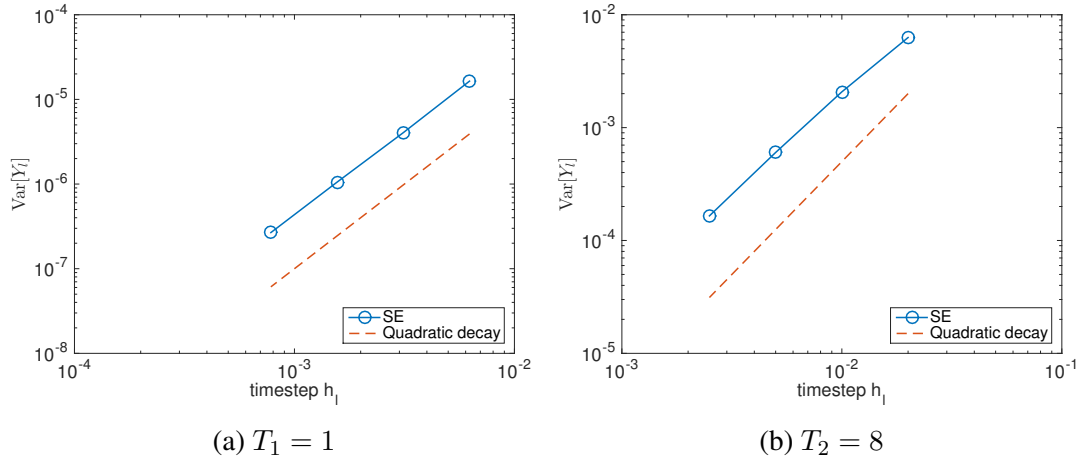 10^-4
10^-5
10^-6
10^-7
10^-8
Var[Y_l]
10^-4
10^-3
10^-2
timestep h_l
SE
Quadratic decay
(a) T_1 = 1
10^-2
10^-3
10^-4
10^-5
Var[Y_l]
10^-3
10^-2
10^-1
timestep h_l
SE
Quadratic decay
(b) T_2 = 8